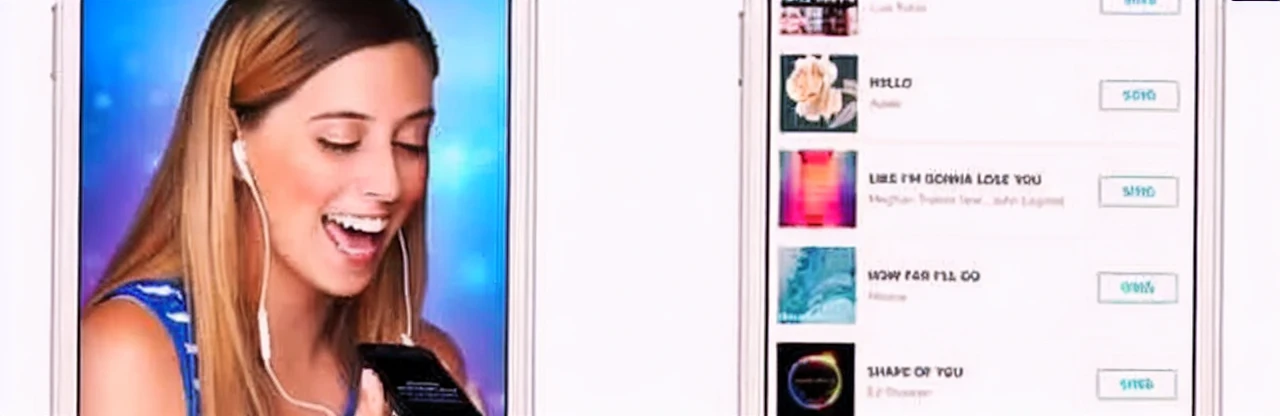 HELLO
Adele
SING
LIKE I'M GONNA LOSE YOU
Meghan Trainor feat. John Legend
SING
HOW FAR I'LL GO
Moana
SING
SHAPE OF YOU
Ed Sheeran
SING